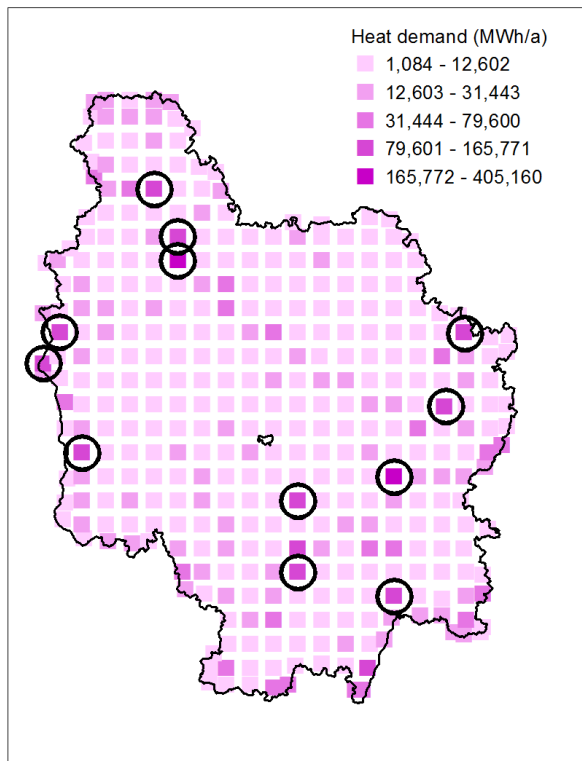 Heat demand (MWh/a)
1,084 - 12,602
12,603 - 31,443
31,444 - 79,600
79,601 - 165,771
165,772 - 405,160